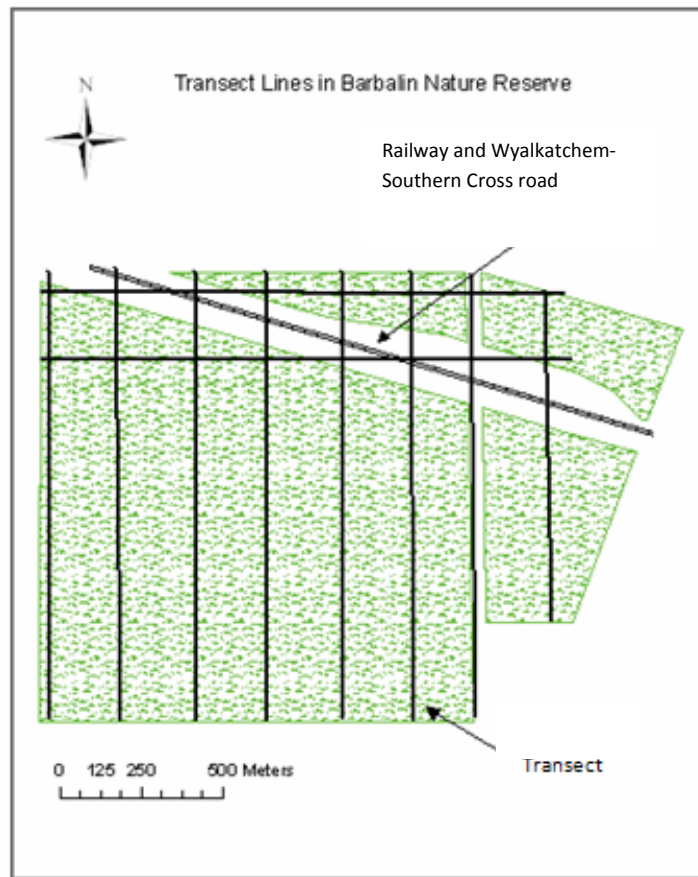 N
Transect Lines in Barbalin Nature Reserve
Railway and Wyalkatchem-
Southern Cross road
Transect
0 125 250 500 Meters